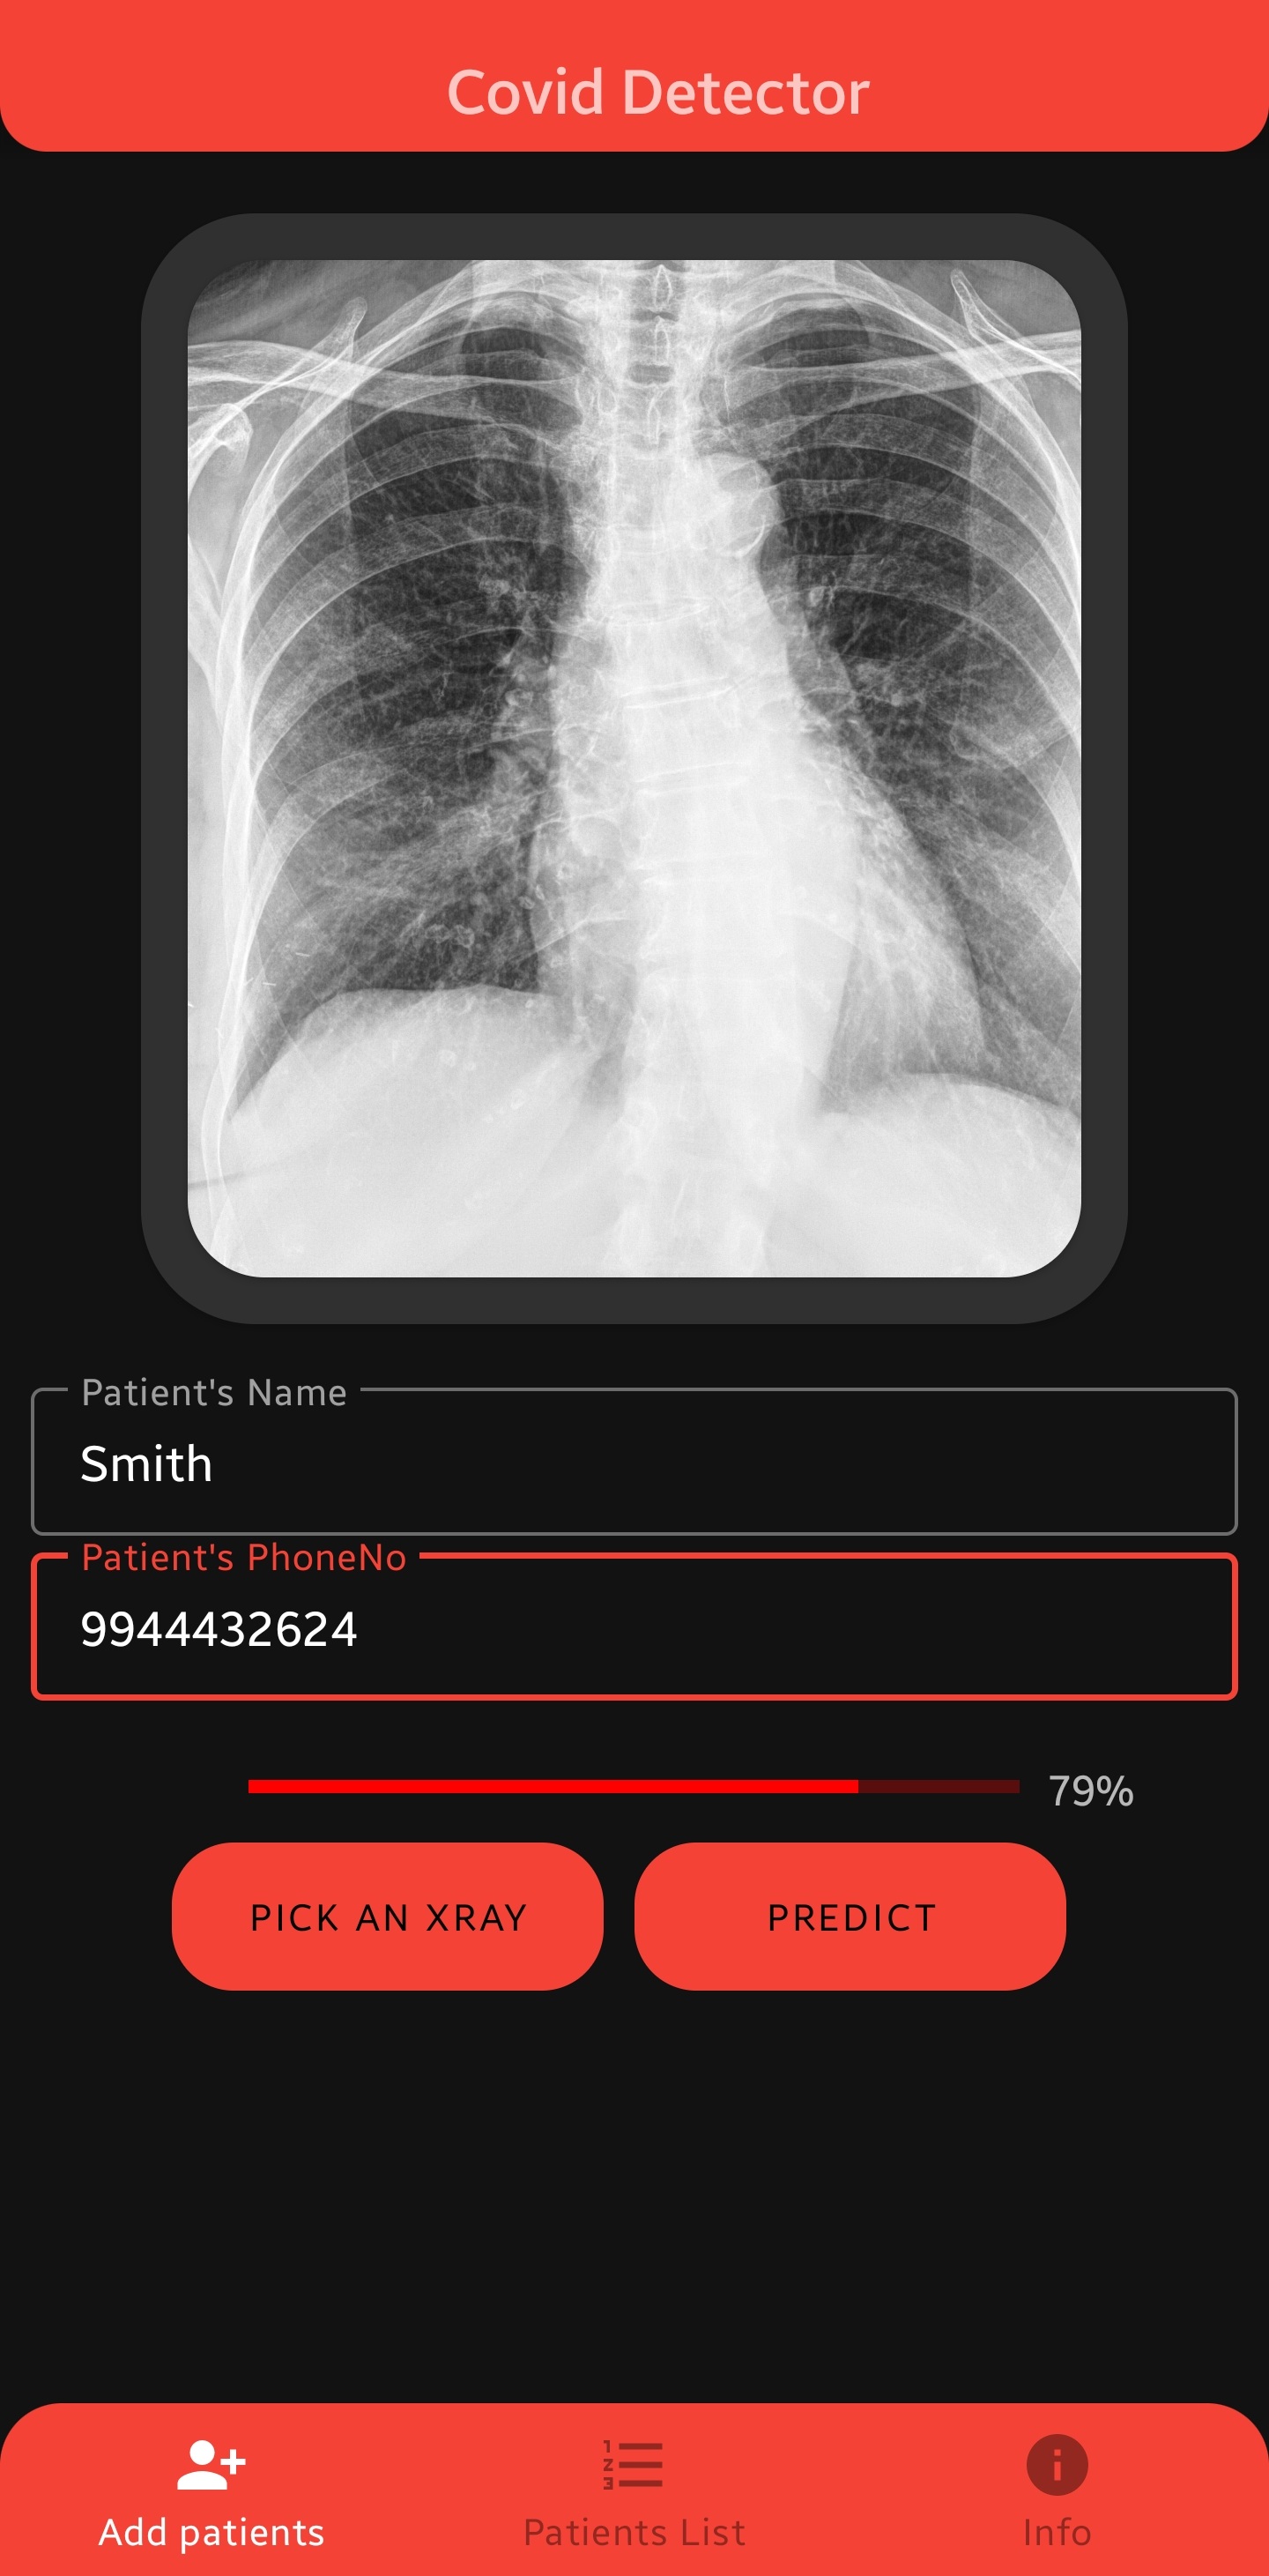 Covid Detector
Patient's Name
Smith
Patient's PhoneNo
9944432624
79%
PICK AN XRAY
PREDICT
Add patients
Patients List
Info